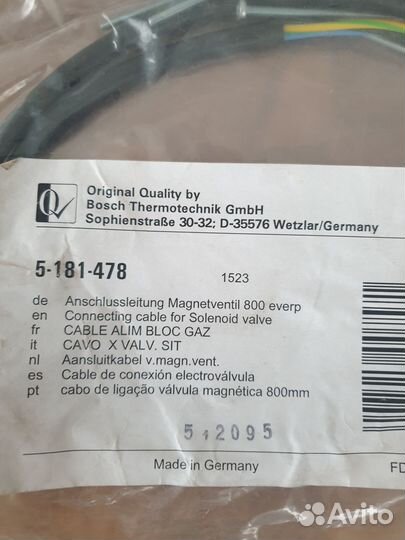 Original Quality by
Bosch Thermotechnik GmbH
Sophienstraße 30-32; D-35576 Wetzlar/Germany
5-181-478 1523
de Anschlussleitung Magnetventil 800 everp
en Connecting cable for Solenoid valve
fr CABLE ALIM BLOC GAZ
it CAVO X VALV. SIT
nl Aansluitkabel v.magn.vent.
es Cable de conexión electroválvula
pt cabo de ligação válvula magnética 800mm
5 1 2095
Made in Germany FD
Avito